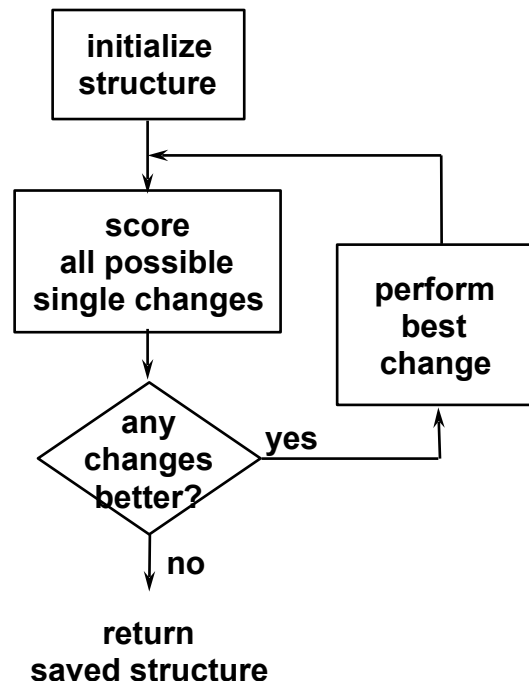 initialize
structure
score
all possible
single changes
perform
best
change
any
changes
better?
yes
no
return
saved structure